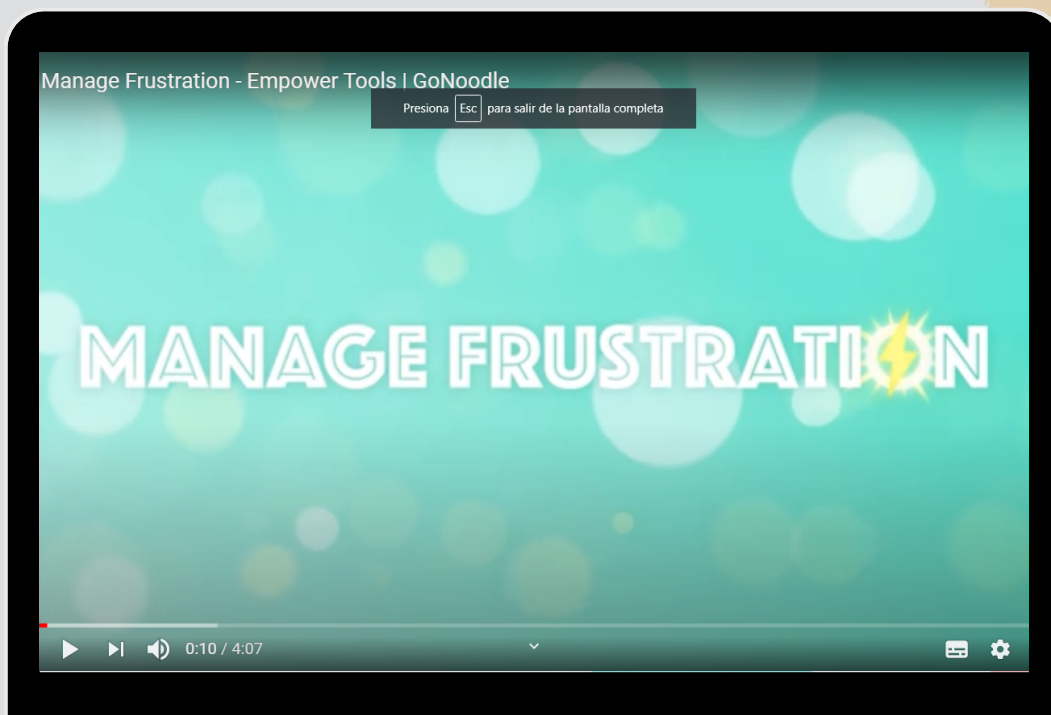 Manage Frustration - Empower Tools | GoNoodle
Presiona Esc para salir de la pantalla completa
MANAGE FRUSTRATION
0:10 / 4:07